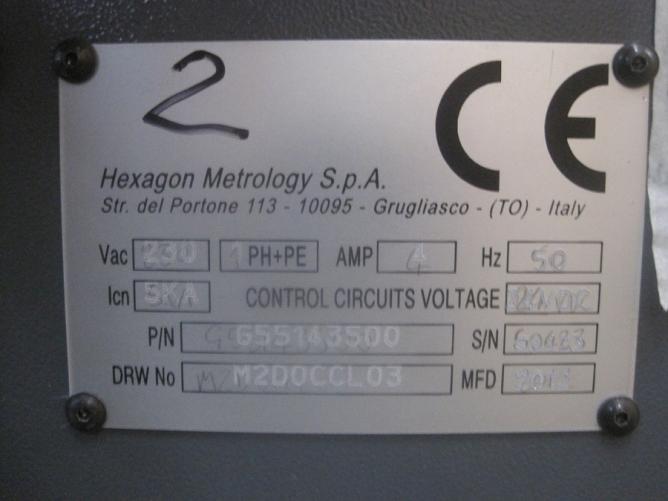 2 CE
Hexagon Metrology S.p.A.
Str. del Portone 113 - 10095 - Grugliasco - (TO) - Italy
Vac 230 1 PH+PE AMP 4 Hz 50
Icn 5KA CONTROL CIRCUITS VOLTAGE
P/N G55143500 S/N
DRW No M2D0CCL03 MFD